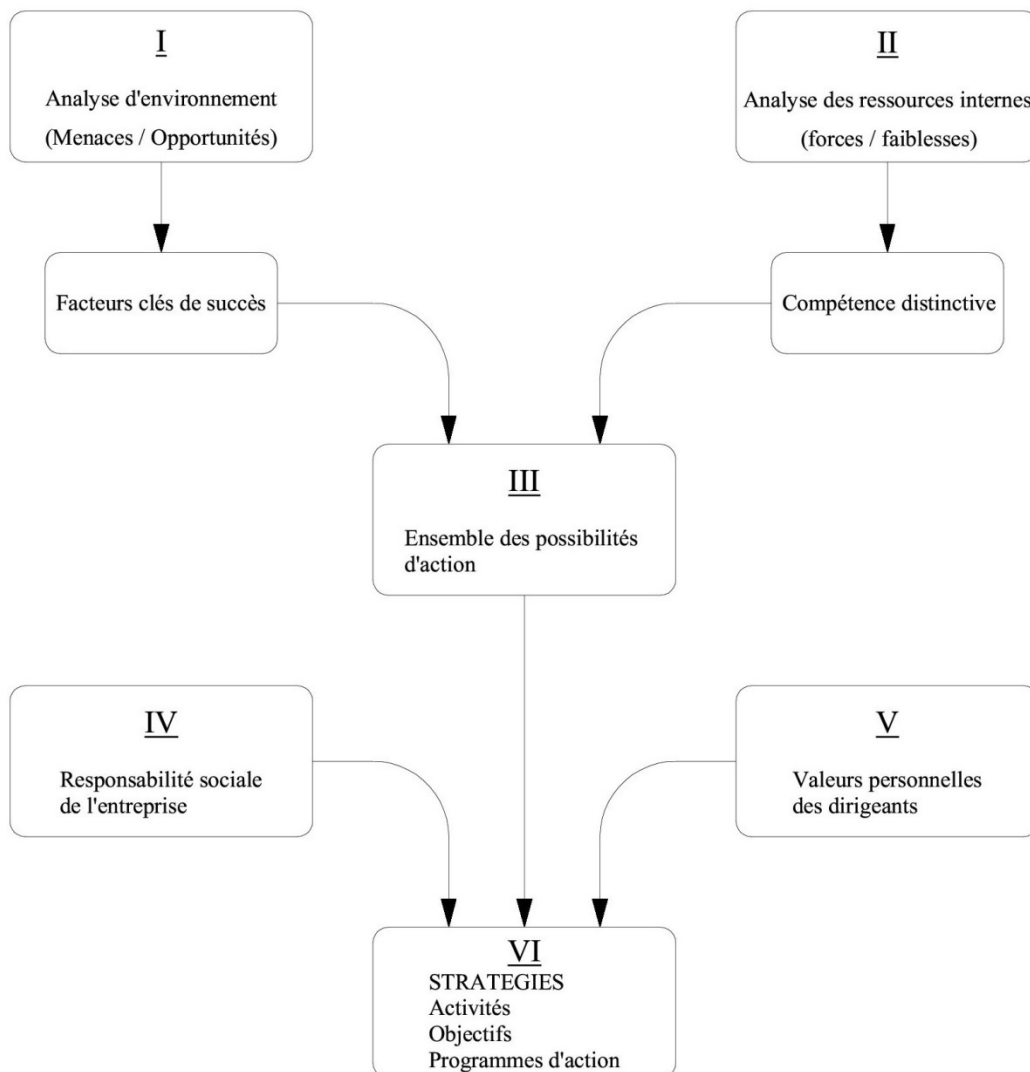 I
Analyse d'environnement
(Menaces / Opportunités)
II
Analyse des ressources internes
(forces / faiblesses)
Facteurs clés de succès
Compétence distinctive
III
Ensemble des possibilités
d'action
IV
Responsabilité sociale
de l'entreprise
V
Valeurs personnelles
des dirigeants
VI
STRATEGIES
Activités
Objectifs
Programmes d'action